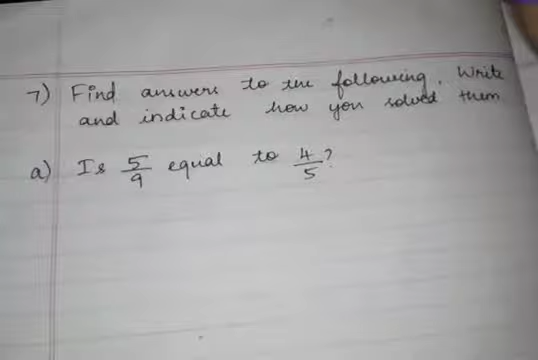 7) Find answers to the following. Write
and indicate how you solved them
a) Is 5/9 equal to 4/5?